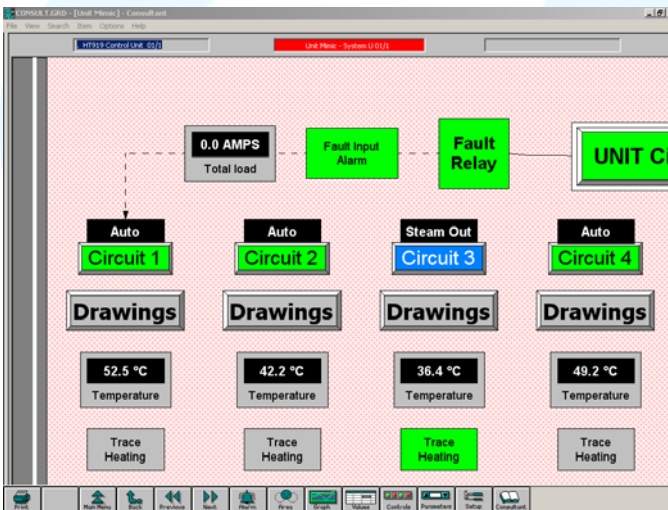 CONSULT.GRD - [Unit Mimic] - Consultant
File View Search Item Options Help
HT919 Control Unit 01/1
Unit Mimic - System U 01/1
0.0 AMPS
Total load
Fault Input
Alarm
Fault
Relay
UNIT Ci
Auto
Auto
Steam Out
Auto
Circuit 1
Circuit 2
Circuit 3
Circuit 4
Drawings
Drawings
Drawings
Drawings
52.5 °C
42.2 °C
36.4 °C
49.2 °C
Temperature
Temperature
Temperature
Temperature
Trace
Heating
Trace
Heating
Trace
Heating
Trace
Heating
Print
Main Menu
Back
Previous
Next
Alarm
Area
Graph
Values
Controls
Parameters
Setup
Consultant